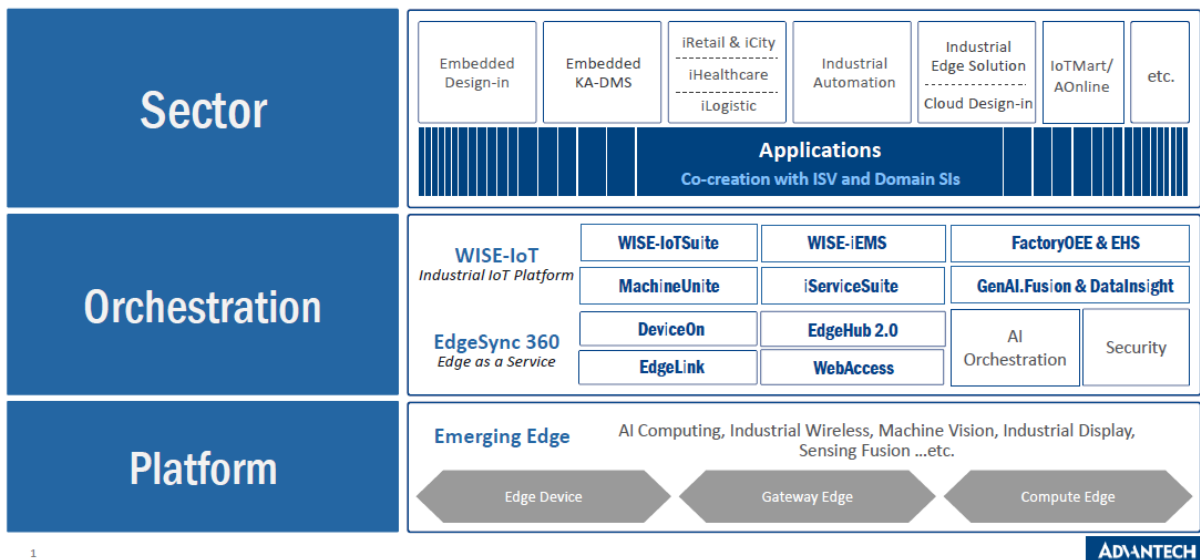 Sector
Embedded
Design-in
Embedded
KA-DMS
iRetail & iCity
iHealthcare
iLogistic
Industrial
Automation
Industrial
Edge Solution
Cloud Design-in
IoTMart/
AOnline
etc.
Applications
Co-creation with ISV and Domain SIs
Orchestration
WISE-IoT
Industrial IoT Platform
WISE-IoTSuite
WISE-iEMS
FactoryOEE & EHS
MachineUnite
iServiceSuite
GenAI.Fusion & DataInsight
EdgeSync 360
Edge as a Service
DeviceOn
EdgeHub 2.0
EdgeLink
WebAccess
AI
Orchestration
Security
Platform
Emerging Edge
AI Computing, Industrial Wireless, Machine Vision, Industrial Display,
Sensing Fusion ...etc.
Edge Device
Gateway Edge
Compute Edge
1
ADVANTECH